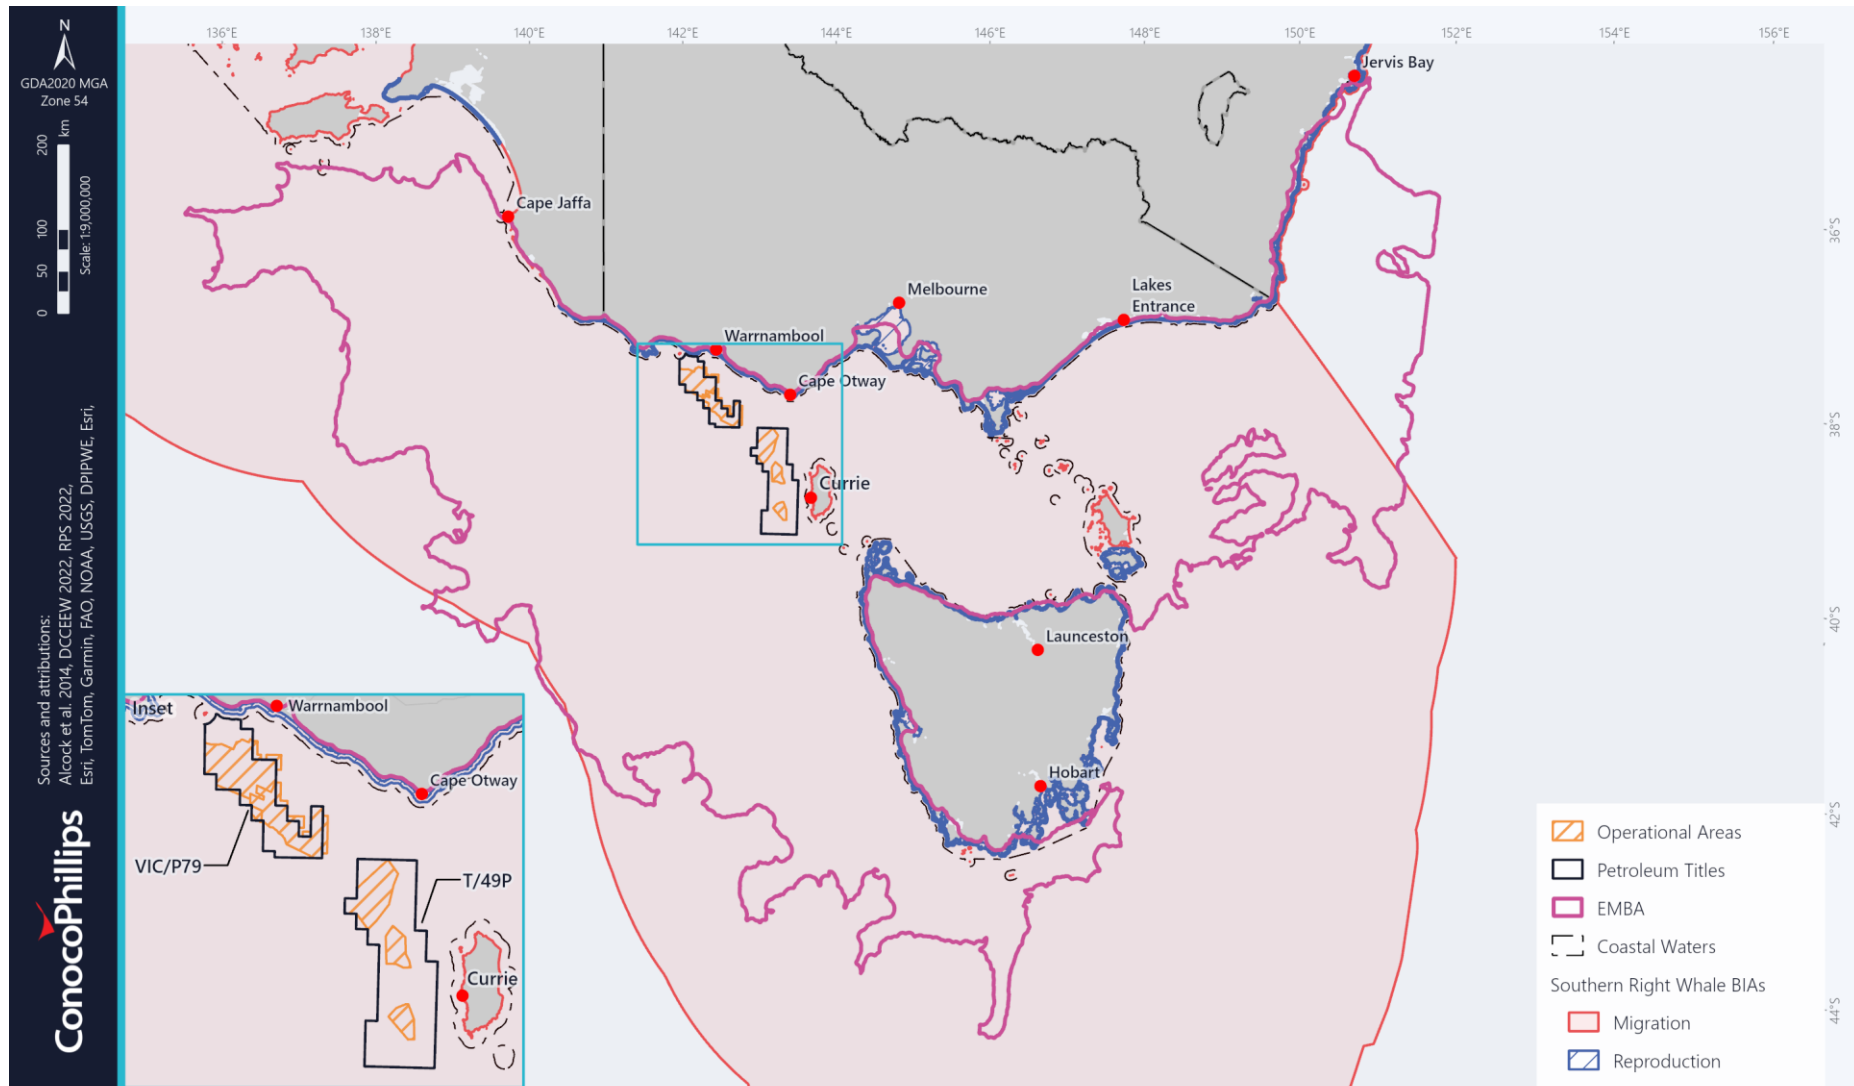 N
GDA2020 MGA
Zone 54
0 50 100 200
km
Scale: 1:9,000,000
Sources and attributions:
Alcock et al. 2014, DCCEEW 2022, RPS 2022,
Esri, TomTom, Garmin, FAO, NOAA, USGS, DPIPWE, Esri,
ConocoPhillips
136°E 138°E 140°E 142°E 144°E 146°E 148°E 150°E 152°E 154°E 156°E
Jervis Bay
Cape Jaffa
36°S
Melbourne
Lakes
Entrance
Warrnambool
Cape Otway
38°S
Currie
40°S
Launceston
Hobart
42°S
44°S
Inset
Warrnambool
Cape Otway
VIC/P79
T/49P
Currie
Operational Areas
Petroleum Titles
EMBA
Coastal Waters
Southern Right Whale BIAs
Migration
Reproduction